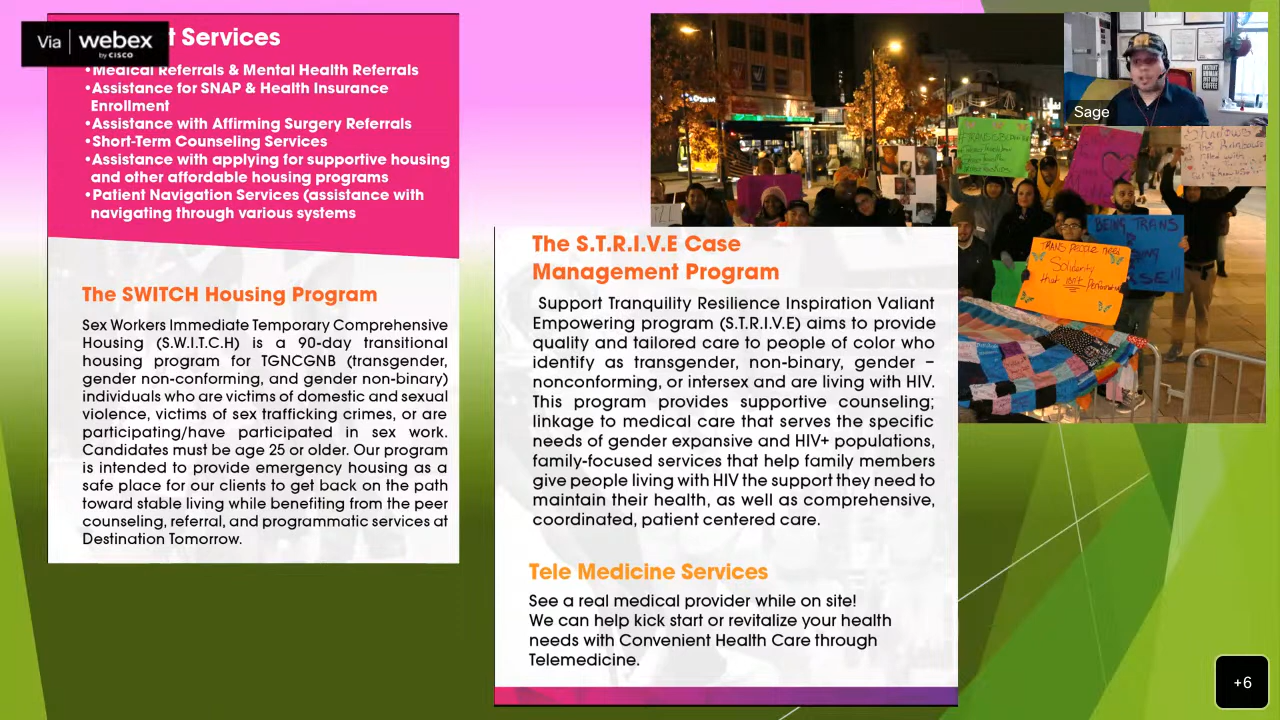 Via webex
by CISCO
t Services
•Medical Referrals & Mental Health Referrals
•Assistance for SNAP & Health Insurance
Enrollment
•Assistance with Affirming Surgery Referrals
•Short-Term Counseling Services
•Assistance with applying for supportive housing
and other affordable housing programs
•Patient Navigation Services (assistance with
navigating through various systems
The SWITCH Housing Program
Sex Workers Immediate Temporary Comprehensive
Housing (S.W.I.T.C.H) is a 90-day transitional
housing program for TGNCGNB (transgender,
gender non-conforming, and gender non-binary)
individuals who are victims of domestic and sexual
violence, victims of sex trafficking crimes, or are
participating/have participated in sex work.
Candidates must be age 25 or older. Our program
is intended to provide emergency housing as a
safe place for our clients to get back on the path
toward stable living while benefiting from the peer
counseling, referral, and programmatic services at
Destination Tomorrow.
The S.T.R.I.V.E Case
Management Program
Support Tranquility Resilience Inspiration Valiant
Empowering program (S.T.R.I.V.E) aims to provide
quality and tailored care to people of color who
identify as transgender, non-binary, gender –
nonconforming, or intersex and are living with HIV.
This program provides supportive counseling;
linkage to medical care that serves the specific
needs of gender expansive and HIV+ populations,
family-focused services that help family members
give people living with HIV the support they need to
maintain their health, as well as comprehensive,
coordinated, patient centered care.
Tele Medicine Services
See a real medical provider while on site!
We can help kick start or revitalize your health
needs with Convenient Health Care through
Telemedicine.
Sage
INSTANT
HUMAN
JUST ADD
COFFEE
BEING TRANS
TRANS PEOPLE NEED
Solidarity
that isn't
+6